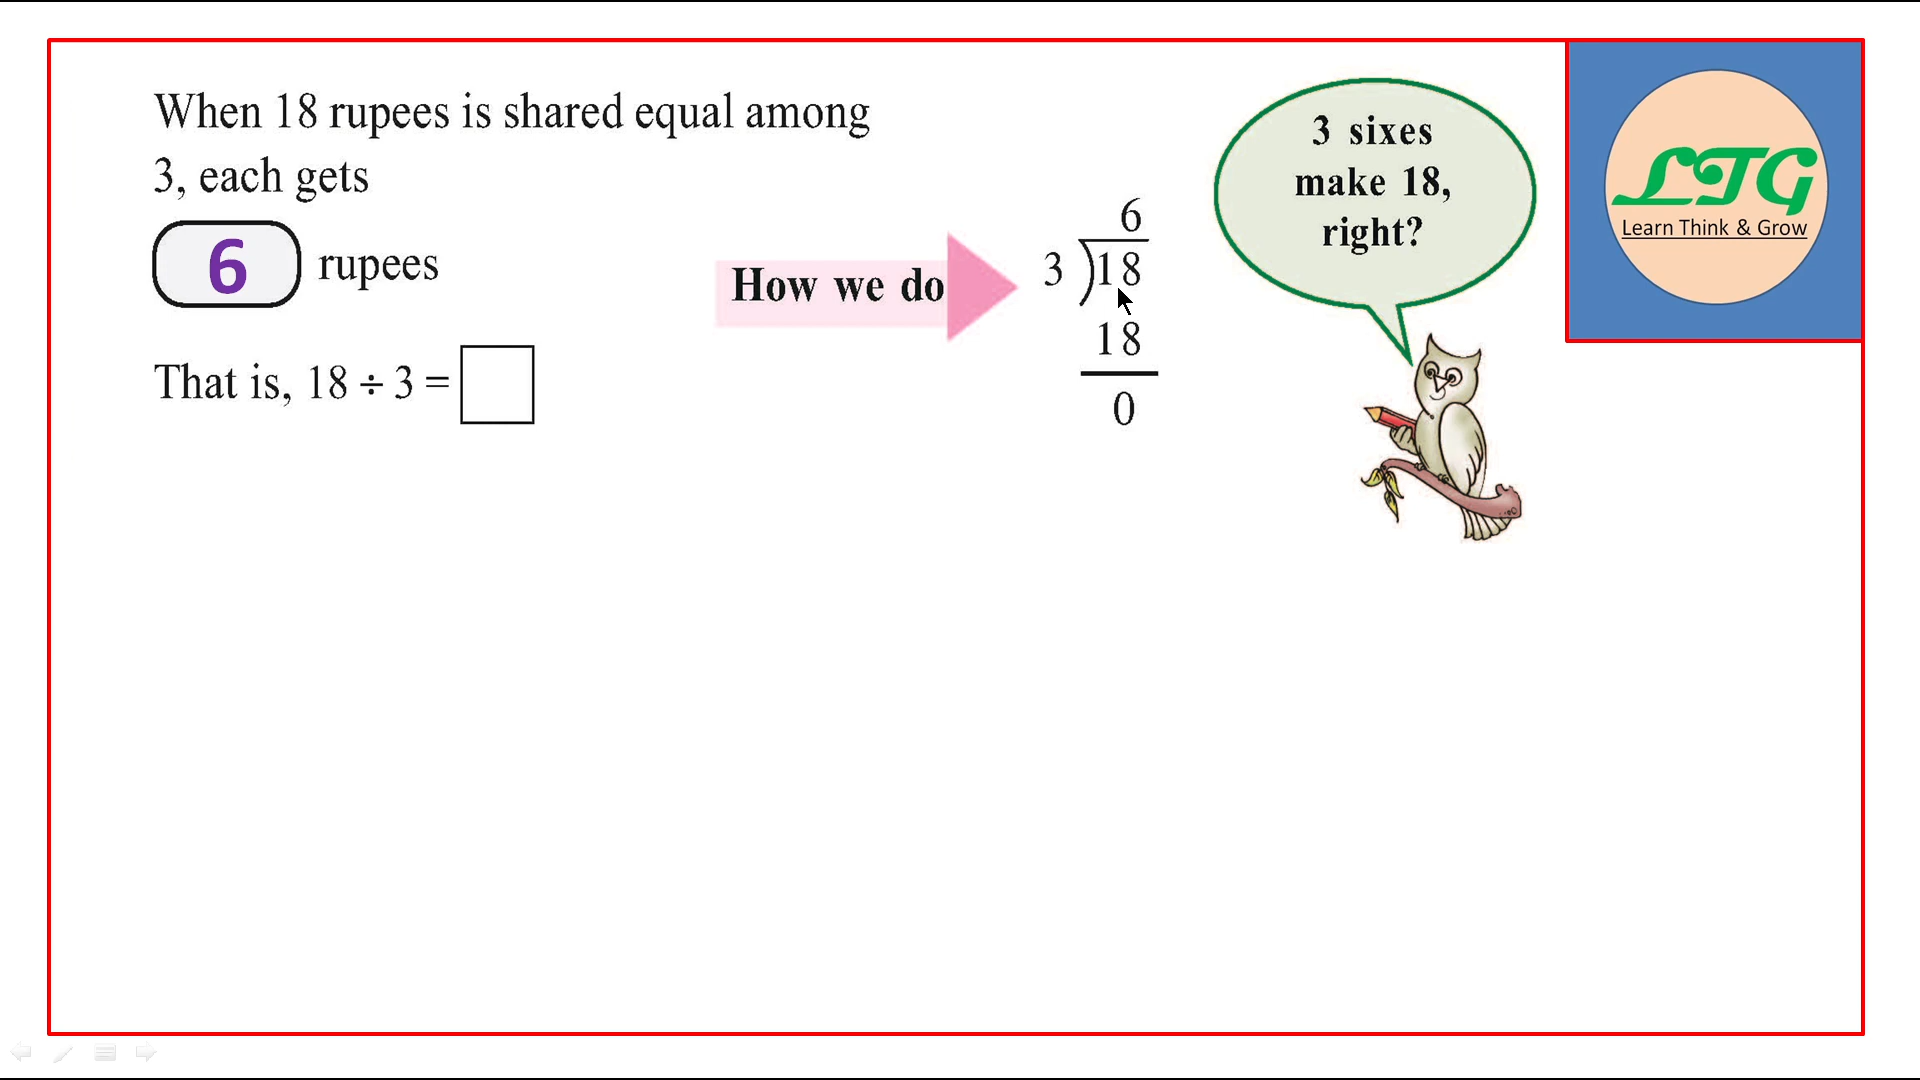 When 18 rupees is shared equal among
3, each gets
6 rupees
That is, 18 ÷ 3 =
How we do
6
3 )18
18
0
3 sixes
make 18,
right?
LTG
Learn Think & Grow